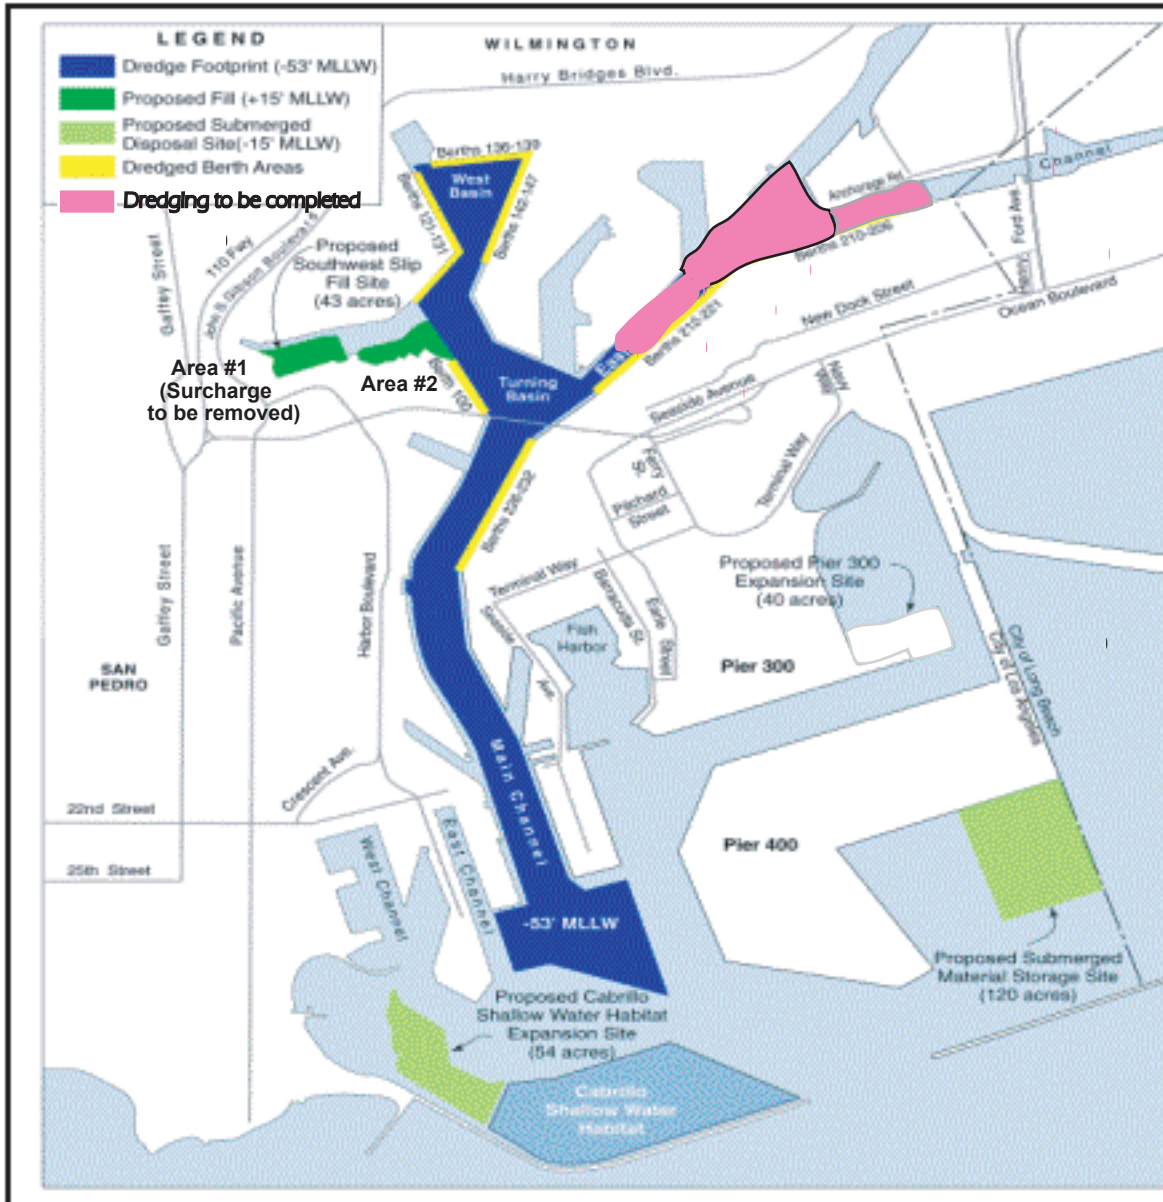 LEGEND
Dredge Footprint (-53' MLLW)
Proposed Fill (+15' MLLW)
Proposed Submerged
Disposal Site(-15' MLLW)
Dredged Berth Areas
Dredging to be completed
WILMINGTON
Harry Bridges Blvd.
Berths 136-139
West
Basin
Berths 121-131
Berths 142-147
Anchorage Rd.
Channel
Berths 210-221
New Dock Street
Henry Ford Ave.
Ocean Boulevard
Gaffey Street
110 Fwy
John S Gibson Boulevard
Proposed
Southwest Slip
Fill Site
(43 acres)
Area #1
(Surcharge
to be removed)
Area #2
Berth 100
Turning
Basin
East
Seaside Avenue
Navy Way
Ferry St
Pilchard
Street
Terminal Way
Terminal Way
Seaside Ave.
Barracuda St.
Earle Street
Fish
Harbor
Proposed Pier 300
Expansion Site
(40 acres)
Pier 300
City of Long Beach
City of Los Angeles
Gaffey Street
Pacific Avenue
Harbor Boulevard
SAN
PEDRO
Crescent Ave.
22nd Street
25th Street
Main Channel
West Channel
East Channel
-53' MLLW
Pier 400
Proposed Submerged
Material Storage Site
(120 acres)
Proposed Cabrillo
Shallow Water Habitat
Expansion Site
(54 acres)
Cabrillo
Shallow Water
Habitat